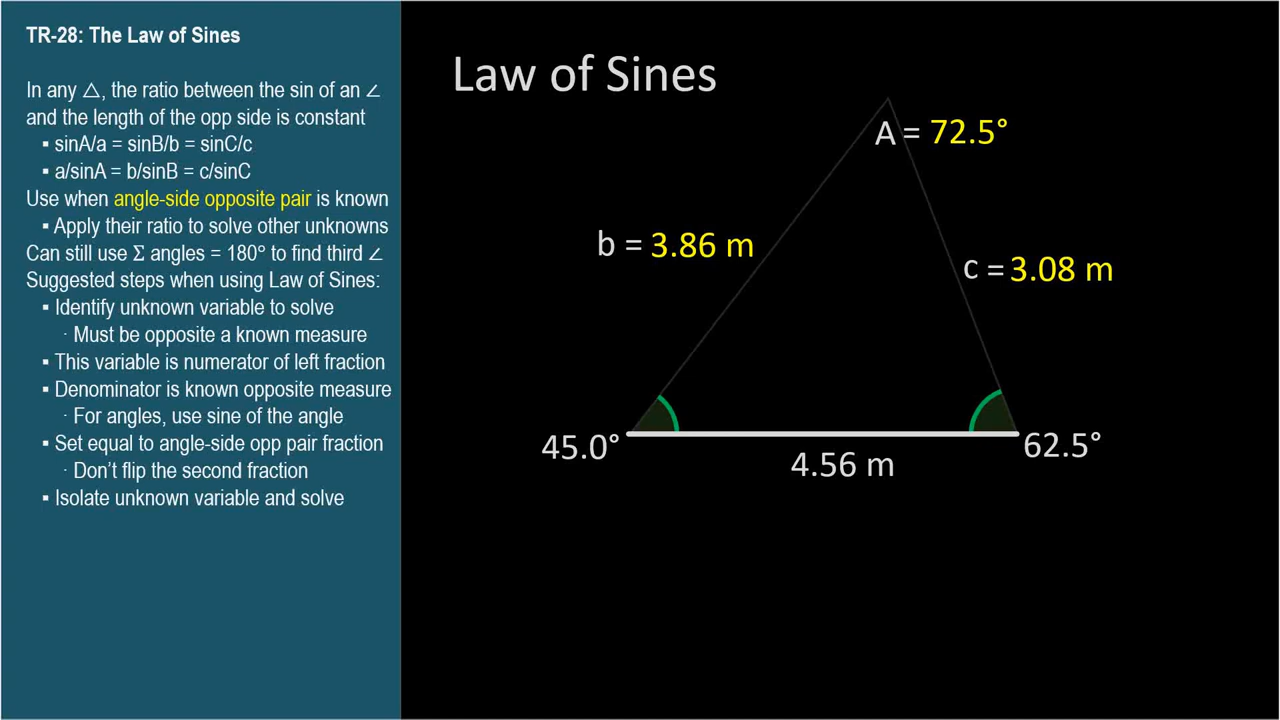 TR-28: The Law of Sines
In any △, the ratio between the sin of an ∠
and the length of the opp side is constant
▪ sinA/a = sinB/b = sinC/c
▪ a/sinA = b/sinB = c/sinC
Use when angle-side opposite pair is known
▪ Apply their ratio to solve other unknowns
Can still use Σ angles = 180° to find third ∠
Suggested steps when using Law of Sines:
▪ Identify unknown variable to solve
· Must be opposite a known measure
▪ This variable is numerator of left fraction
▪ Denominator is known opposite measure
· For angles, use sine of the angle
▪ Set equal to angle-side opp pair fraction
· Don't flip the second fraction
▪ Isolate unknown variable and solve
Law of Sines
A = 72.5°
b = 3.86 m
c = 3.08 m
45.0°
62.5°
4.56 m